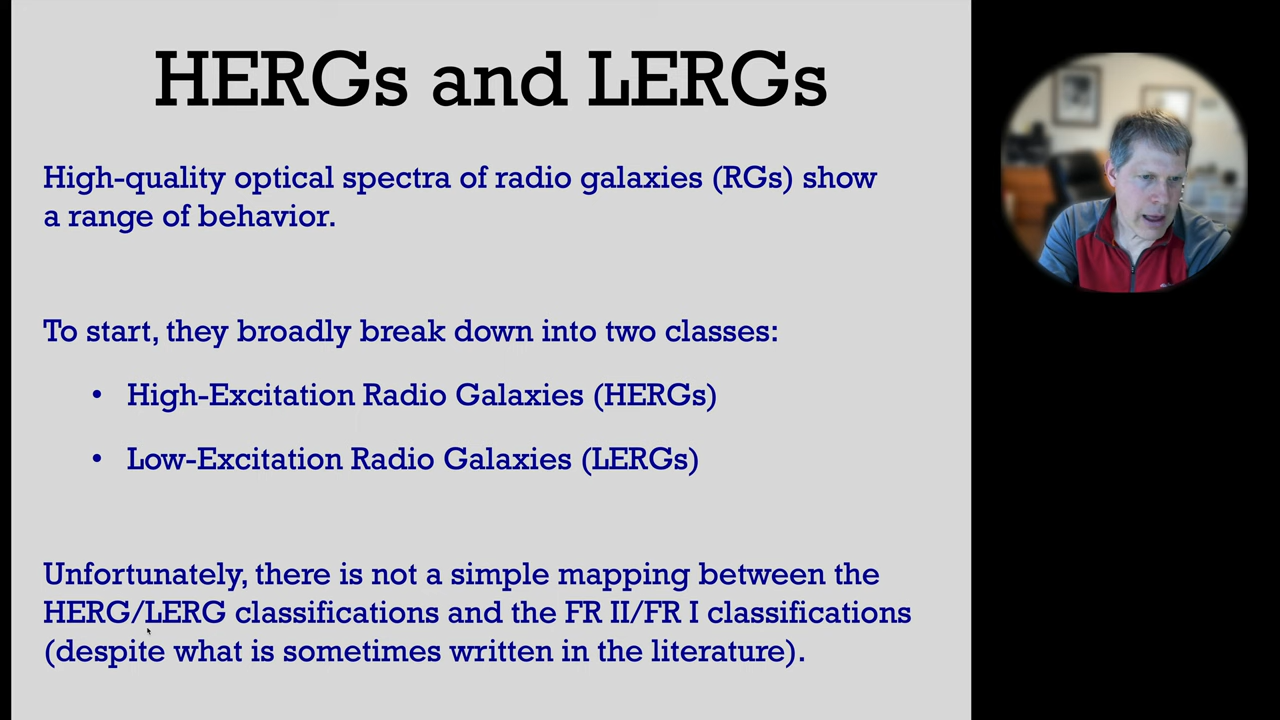 HERGs and LERGs
High-quality optical spectra of radio galaxies (RGs) show
a range of behavior.
To start, they broadly break down into two classes:
• High-Excitation Radio Galaxies (HERGs)
• Low-Excitation Radio Galaxies (LERGs)
Unfortunately, there is not a simple mapping between the
HERG/LERG classifications and the FR II/FR I classifications
(despite what is sometimes written in the literature).